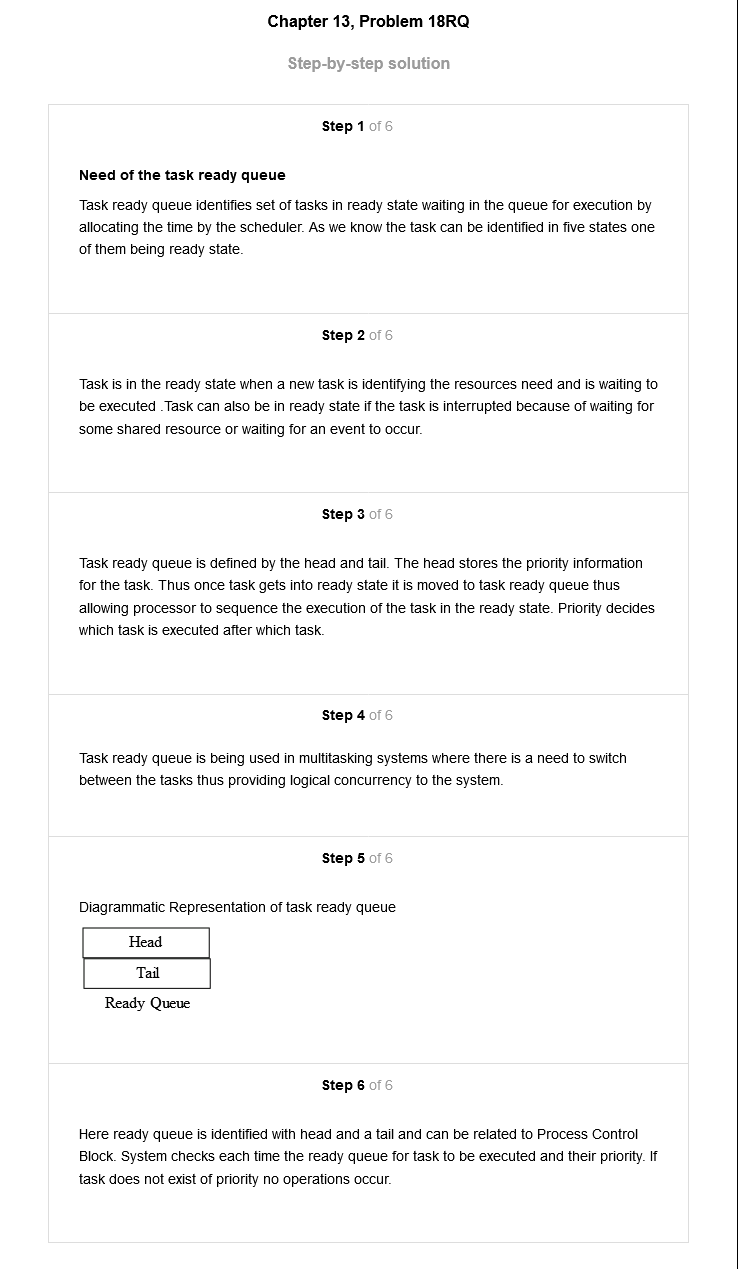 Chapter 13, Problem 18RQ
Step-by-step solution
Step 1 of 6
Need of the task ready queue
Task ready queue identifies set of tasks in ready state waiting in the queue for execution by
allocating the time by the scheduler. As we know the task can be identified in five states one
of them being ready state.
Step 2 of 6
Task is in the ready state when a new task is identifying the resources need and is waiting to
be executed .Task can also be in ready state if the task is interrupted because of waiting for
some shared resource or waiting for an event to occur.
Step 3 of 6
Task ready queue is defined by the head and tail. The head stores the priority information
for the task. Thus once task gets into ready state it is moved to task ready queue thus
allowing processor to sequence the execution of the task in the ready state. Priority decides
which task is executed after which task.
Step 4 of 6
Task ready queue is being used in multitasking systems where there is a need to switch
between the tasks thus providing logical concurrency to the system.
Step 5 of 6
Diagrammatic Representation of task ready queue
Head
Tail
Ready Queue
Step 6 of 6
Here ready queue is identified with head and a tail and can be related to Process Control
Block. System checks each time the ready queue for task to be executed and their priority. If
task does not exist of priority no operations occur.